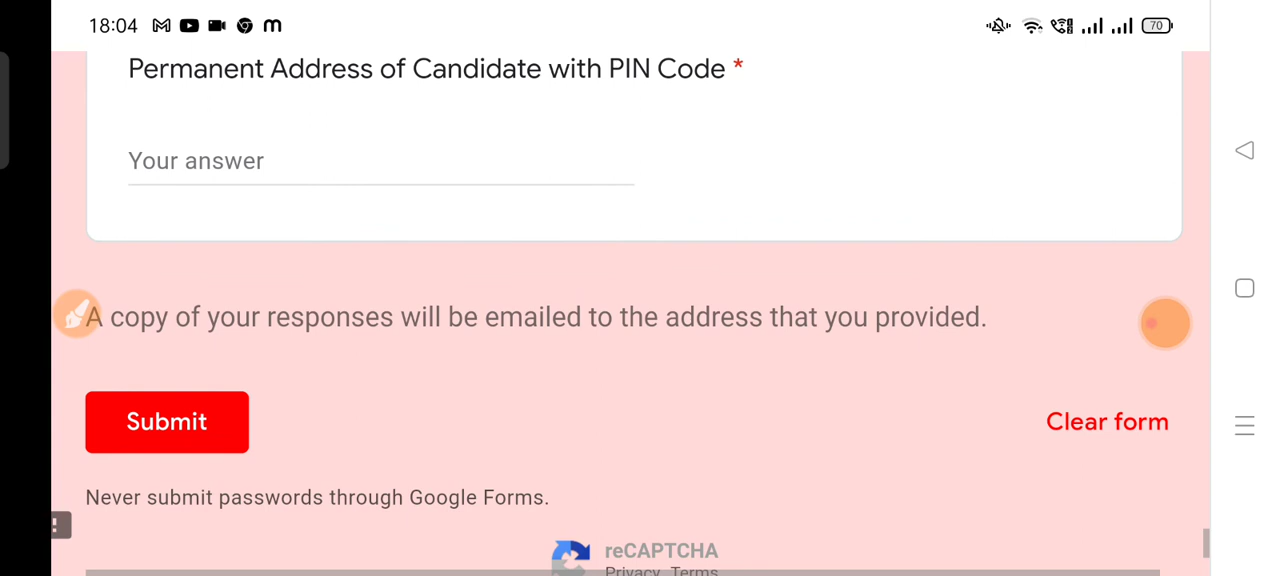 18:04 70
Permanent Address of Candidate with PIN Code *
Your answer
A copy of your responses will be emailed to the address that you provided.
Submit
Clear form
Never submit passwords through Google Forms.
reCAPTCHA
Privacy Terms